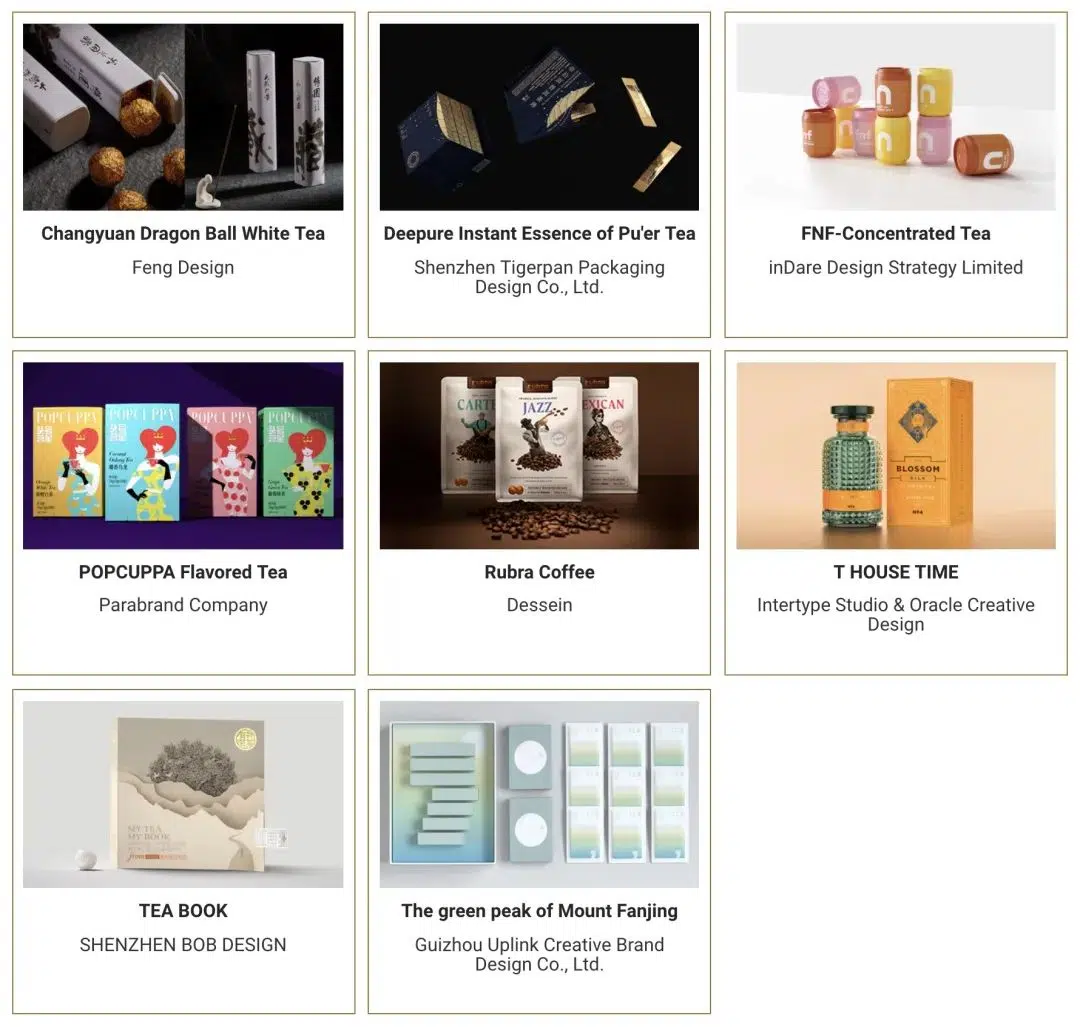 Changyuan Dragon Ball White Tea
Feng Design
Deepure Instant Essence of Pu'er Tea
Shenzhen Tigerpan Packaging
Design Co., Ltd.
fnf
n
n
n
n
c
FNF-Concentrated Tea
inDare Design Strategy Limited
POPCUPPA
POPCUPPA
POPCUPPA
POPCUPPA
POPCUPPA Flavored Tea
Parabrand Company
CARTE
JAZZ
EXICAN
Rubra Coffee
Dessein
BLOSSOM
SILK
T HOUSE TIME
Intertype Studio & Oracle Creative
Design
MY TEA
MY BOOK
TEA BOOK
SHENZHEN BOB DESIGN
The green peak of Mount Fanjing
Guizhou Uplink Creative Brand
Design Co., Ltd.